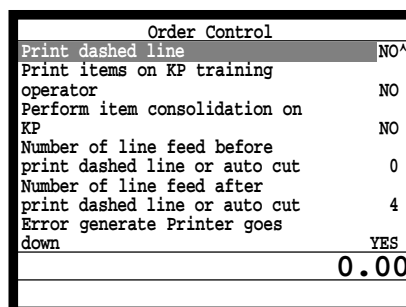 Order Control
Print dashed line NO^
Print items on KP training
operator NO
Perform item consolidation on
KP NO
Number of line feed before
print dashed line or auto cut 0
Number of line feed after
print dashed line or auto cut 4
Error generate Printer goes
down YES
0.00